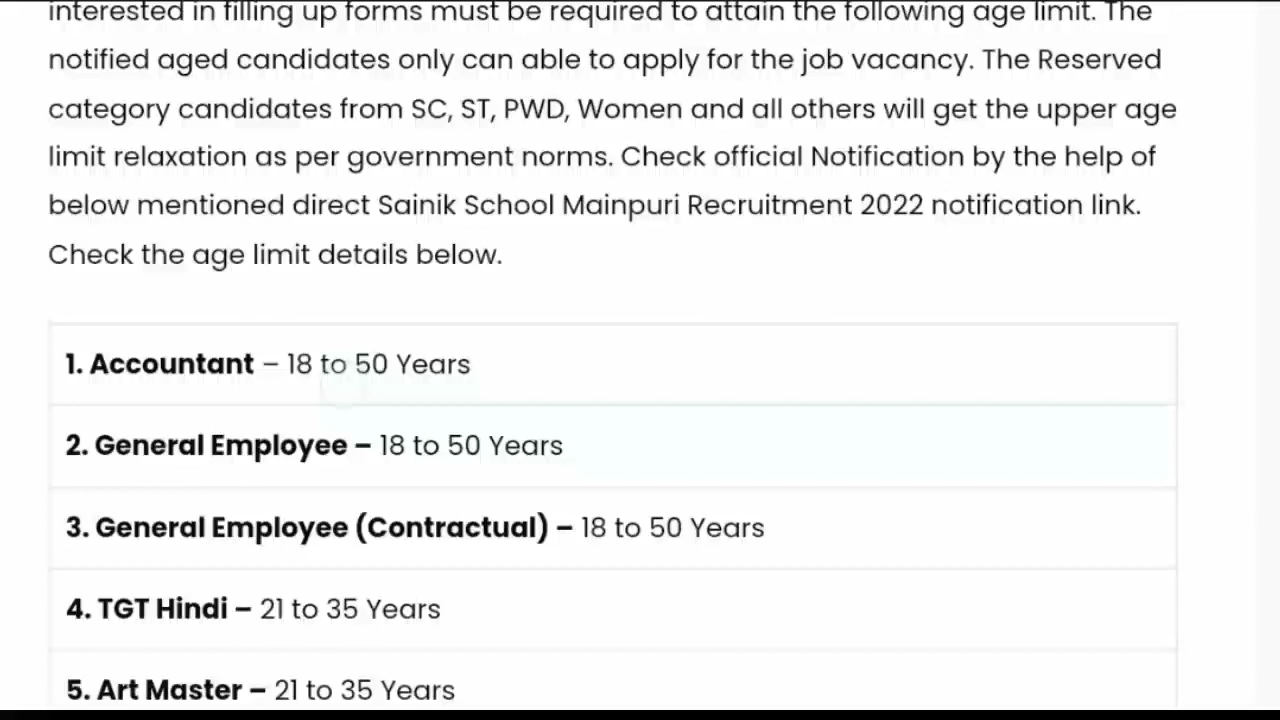 interested in filling up forms must be required to attain the following age limit. The
notified aged candidates only can able to apply for the job vacancy. The Reserved
category candidates from SC, ST, PWD, Women and all others will get the upper age
limit relaxation as per government norms. Check official Notification by the help of
below mentioned direct Sainik School Mainpuri Recruitment 2022 notification link.
Check the age limit details below.
1. Accountant – 18 to 50 Years
2. General Employee – 18 to 50 Years
3. General Employee (Contractual) – 18 to 50 Years
4. TGT Hindi – 21 to 35 Years
5. Art Master – 21 to 35 Years